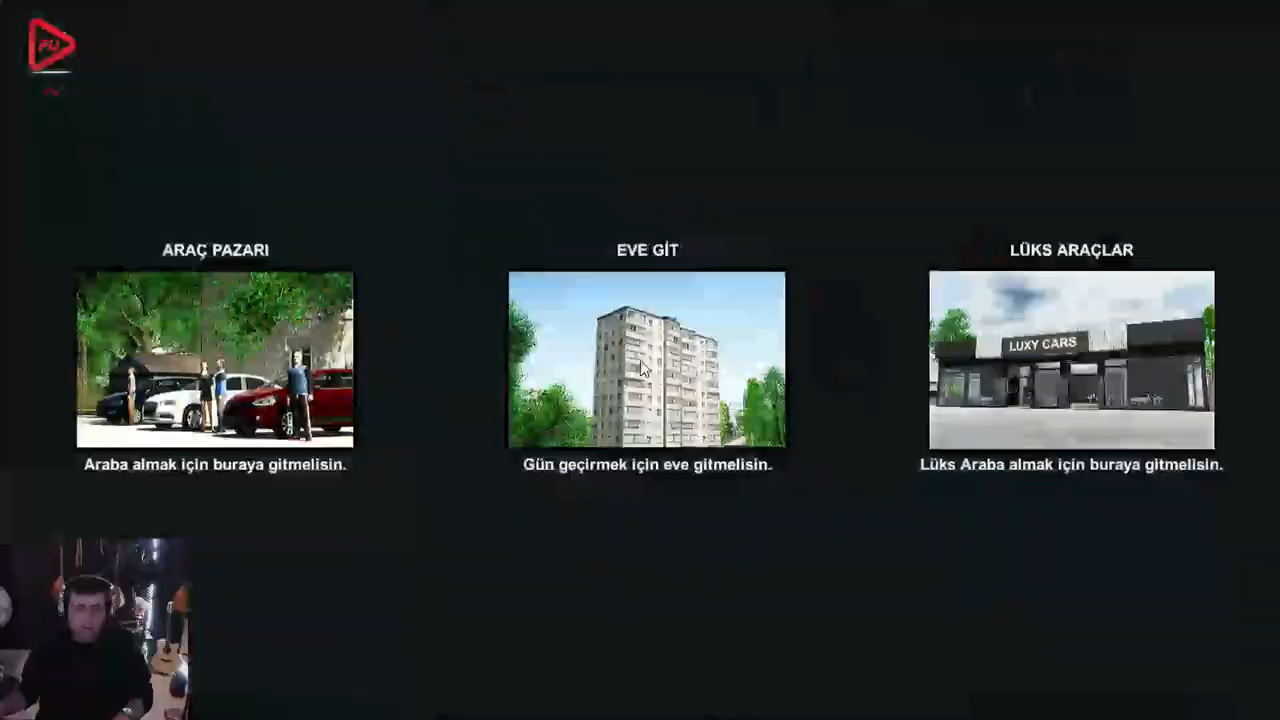 ARAÇ PAZARI
EVE GİT
LÜKS ARAÇLAR
LUXY CARS
Araba almak için buraya gitmelisin.
Gün geçirmek için eve gitmelisin.
Lüks Araba almak için buraya gitmelisin.